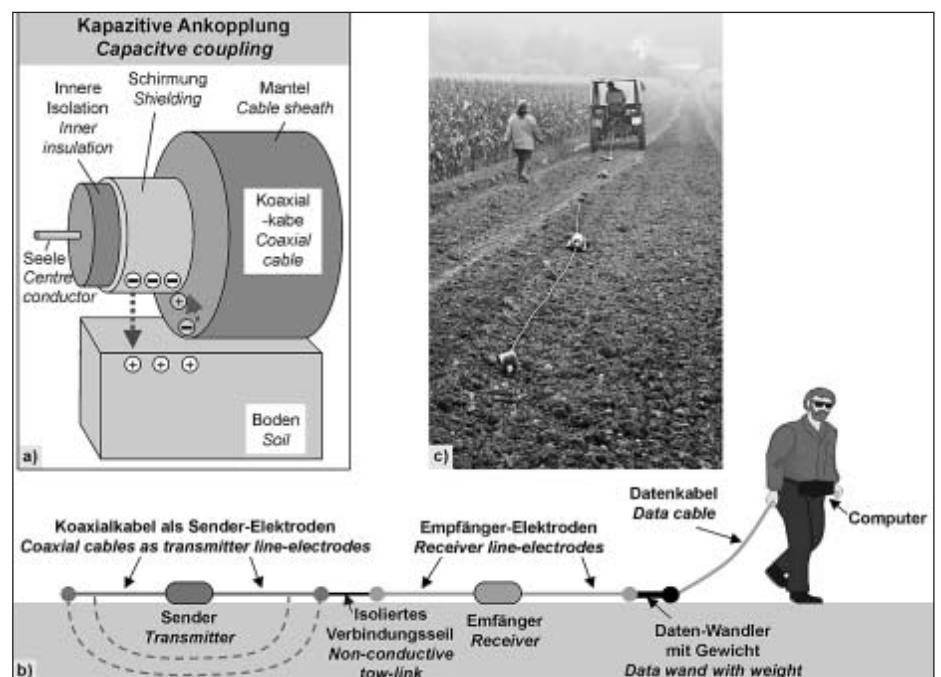 Kapazitive Ankopplung
Capacitve coupling
Innere
Isolation
Inner
insulation
Schirmung
Shielding
Mantel
Cable sheath
Koaxial
-kabe
Coaxial
cable
Seele
Centre
conductor
Boden
Soil
a)
c)
Koaxialkabel als Sender-Elektroden
Coaxial cables as transmitter line-electrodes
Empfänger-Elektroden
Receiver line-electrodes
Datenkabel
Data cable
Computer
Sender
Transmitter
Isoliertes
Verbindungsseil
Non-conductive
tow-link
Emfänger
Receiver
Daten-Wandler
mit Gewicht
Data wand with weight
b)